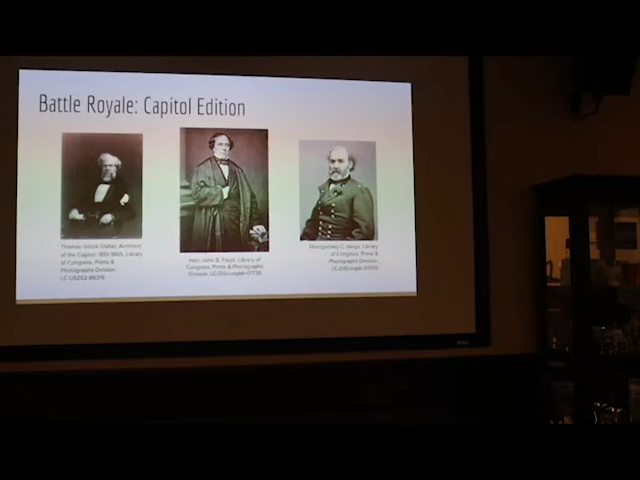 Battle Royale: Capitol Edition
Thomas Ustick Walter, Architect
of the Capitol, 1851-1865, Library
of Congress, Prints &
Photographs Division
Hon. John B. Floyd, Library of
Congress, Prints & Photographs
Division,
Montgomery C. Meigs, Library
of Congress, Prints &
Photographs Division,